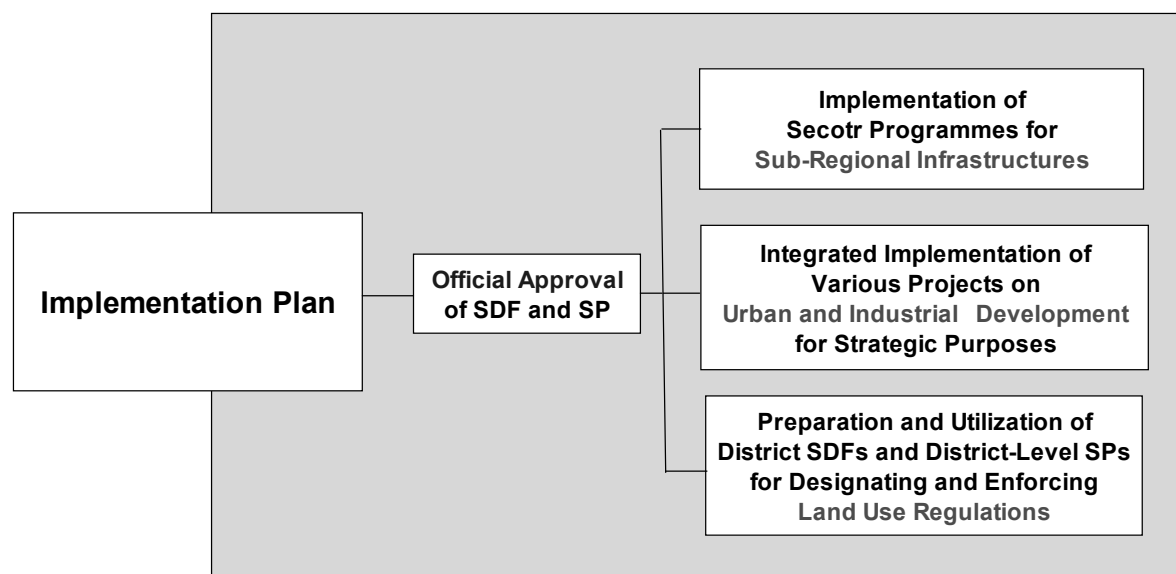 Implementation Plan
Official Approval
of SDF and SP
Implementation of
Secotr Programmes for
Sub-Regional Infrastructures
Integrated Implementation of
Various Projects on
Urban and Industrial Development
for Strategic Purposes
Preparation and Utilization of
District SDFs and District-Level SPs
for Designating and Enforcing
Land Use Regulations